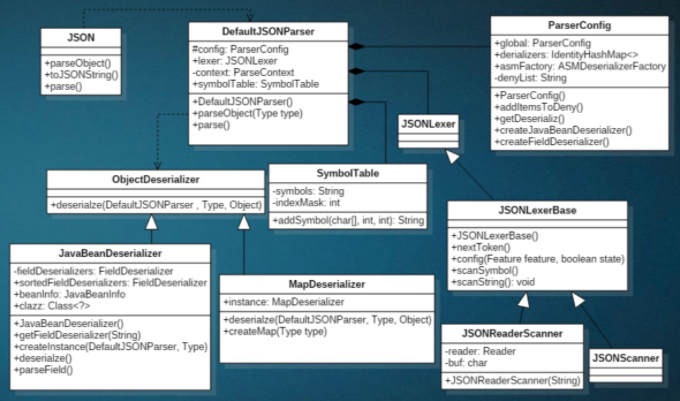 JSON
+parseObject()
+toJSONString()
+parse()
DefaultJSONParser
#config: ParserConfig
+lexer: JSONLexer
-context: ParseContext
+symbolTable: SymbolTable
+DefaultJSONParser()
+parseObject(Type type)
+parse()
ParserConfig
+global: ParserConfig
+derializers: IdentityHashMap<>
+asmFactory: ASMDeserializerFactory
-denyList: String
+ParserConfig()
+addItemsToDeny()
+getDeserializ()
+createJavaBeanDeserializer()
+createFieldDeserializer()
JSONLexer
ObjectDeserializer
+deserialze(DefaultJSONParser , Type, Object)
SymbolTable
-symbols: String
-indexMask: int
+addSymbol(char[], int, int): String
JSONLexerBase
+JSONLexerBase()
+nextToken()
+config(Feature feature, boolean state)
+scanSymbol()
+scanString(): void
JavaBeanDeserializer
-fieldDeserializers: FieldDeserializer
+sortedFieldDeserializers: FieldDeserializer
+beanInfo: JavaBeanInfo
+clazz: Class<?>
+JavaBeanDeserializer()
+getFieldDeserializer(String)
+createInstance(DefaultJSONParser, Type)
+deserialze()
+parseField()
MapDeserializer
+instance: MapDeserializer
+deserialze(DefaultJSONParser, Type, Object)
+createMap(Type type)
JSONReaderScanner
-reader: Reader
-buf: char
+JSONReaderScanner(String)
JSONScanner